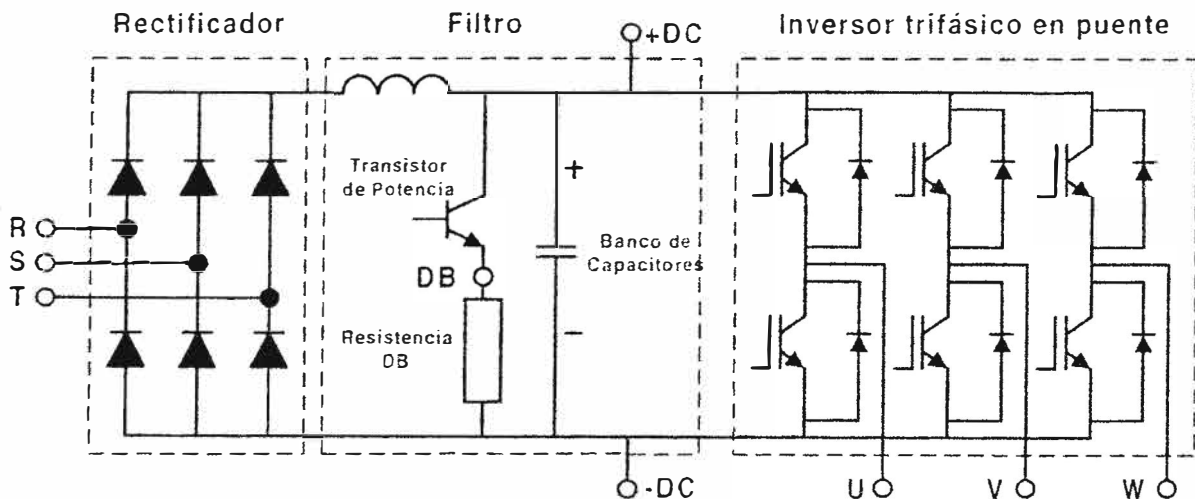 Rectificador
Filtro
+DC
Inversor trifásico en puente
Transistor
de Potencia
+
R
S
T
DB
Banco de
Capacitores
Resistencia
DB
−
-DC
U
V
W